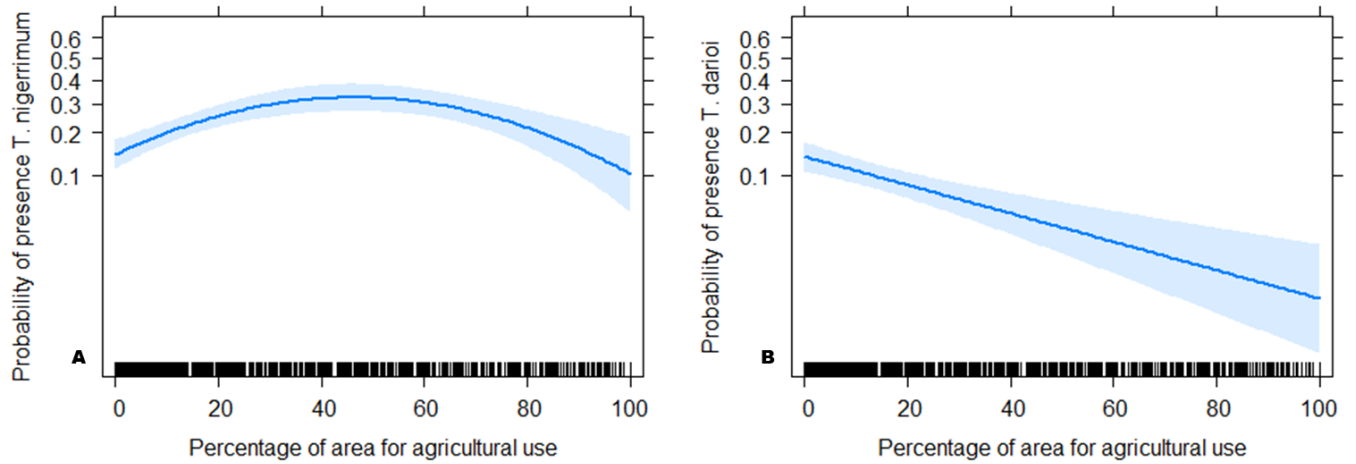 Probability of presence T. nigerrimum
0.6
0.5
0.4
0.3
0.2
0.1
A
0 20 40 60 80 100
Percentage of area for agricultural use
Probability of presence T. darioi
0.6
0.5
0.4
0.3
0.2
0.1
B
0 20 40 60 80 100
Percentage of area for agricultural use